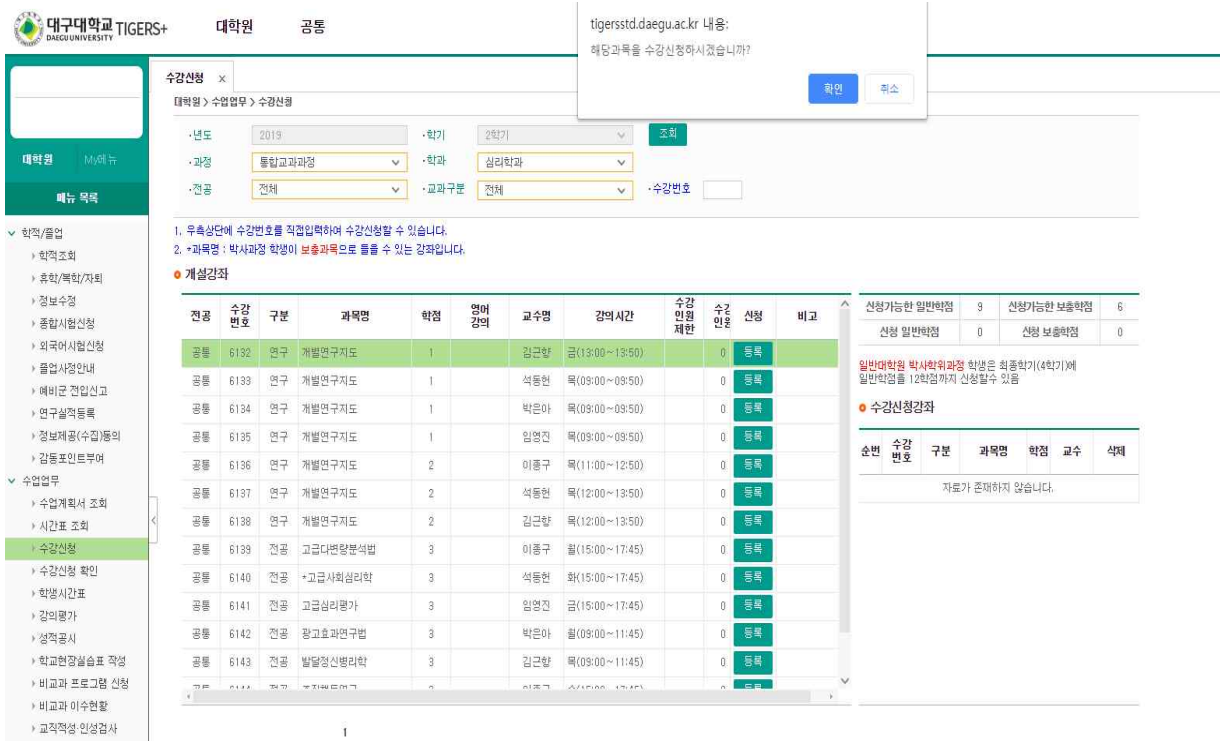 대구대학교 TIGERS+
DAEGU UNIVERSITY
대학원 공통
tigersstd.daegu.ac.kr 내용:
해당과목을 수강신청하시겠습니까?
확인 취소
수강신청 x
대학원 > 수업업무 > 수강신청
·년도 2019 ·학기 2학기 조회
·과정 통합교과과정 ·학과 심리학과
·전공 전체 ·교과구분 전체 ·수강번호
1. 우측상단에 수강번호를 직접입력하여 수강신청할 수 있습니다.
2. +과목명 : 박사과정 학생이 보충과목으로 들을 수 있는 강좌입니다.
대학원 My메뉴
메뉴 목록
학적/졸업
학적조회
휴학/복학/자퇴
정보수정
종합시험신청
외국어시험신청
졸업사정안내
예비군 전입신고
연구실적등록
정보제공(수집)동의
감동포인트부여
수업업무
수업계획서 조회
시간표 조회
수강신청
수강신청 확인
학생시간표
강의평가
성적공시
학교현장실습표 작성
비교과 프로그램 신청
비교과 이수현황
교직적성·인성검사
개설강좌
전공 수강번호 구분 과목명 학점 영어강의 교수명 강의시간 수강인원제한 수강인원 신청 비고
공통 6132 연구 개별연구지도 1 김근향 금(13:00~13:50) 0 등록
공통 6133 연구 개별연구지도 1 석동헌 목(09:00~09:50) 0 등록
공통 6134 연구 개별연구지도 1 박은아 목(09:00~09:50) 0 등록
공통 6135 연구 개별연구지도 1 임영진 목(09:00~09:50) 0 등록
공통 6136 연구 개별연구지도 2 이종구 목(11:00~12:50) 0 등록
공통 6137 연구 개별연구지도 2 석동헌 목(12:00~13:50) 0 등록
공통 6138 연구 개별연구지도 2 김근향 목(12:00~13:50) 0 등록
공통 6139 전공 고급다변량분석법 3 이종구 월(15:00~17:45) 0 등록
공통 6140 전공 +고급사회심리학 3 석동헌 화(15:00~17:45) 0 등록
공통 6141 전공 고급심리평가 3 임영진 금(15:00~17:45) 0 등록
공통 6142 전공 광고효과연구법 3 박은아 월(09:00~11:45) 0 등록
공통 6143 전공 발달정신병리학 3 김근향 목(09:00~11:45) 0 등록
1
신청가능한 일반학점 9 신청가능한 보충학점 6
신청 일반학점 0 신청 보충학점 0
일반대학원 박사학위과정 학생은 최종학기(4학기)에
일반학점을 12학점까지 신청할수 있음
수강신청강좌
순번 수강번호 구분 과목명 학점 교수 삭제
자료가 존재하지 않습니다.